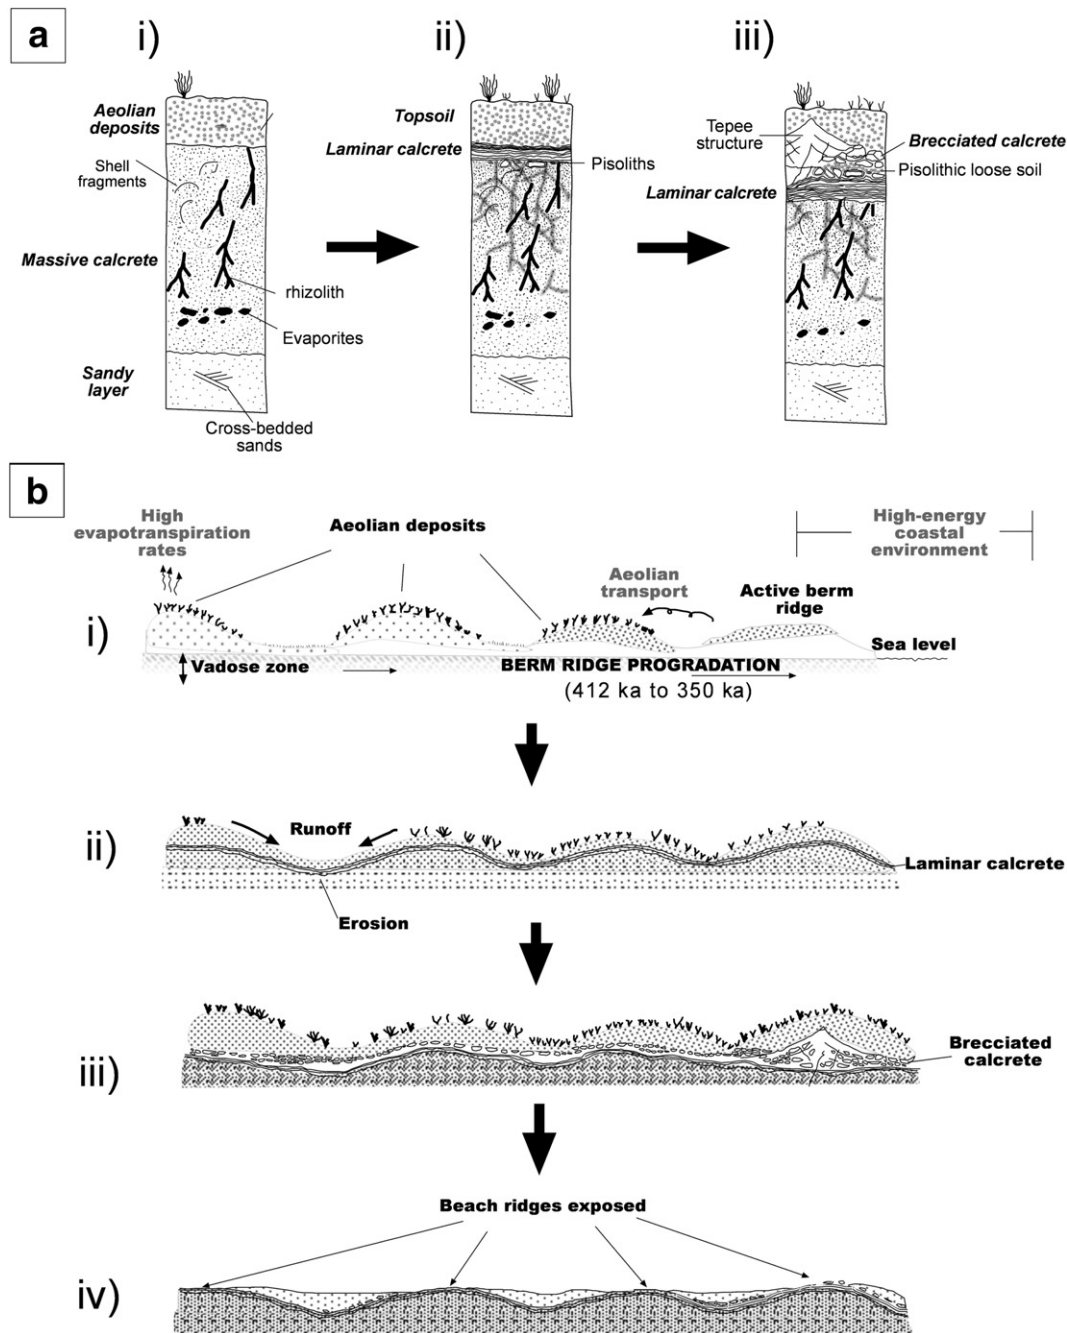 a
i)
ii)
iii)
Aeolian
deposits
Shell
fragments
Massive calcrete
rhizolith
Evaporites
Sandy
layer
Cross-bedded
sands
Topsoil
Laminar calcrete
Pisoliths
Tepee
structure
Brecciated calcrete
Pisolithic loose soil
Laminar calcrete
b
High
evapotranspiration
rates
Aeolian deposits
High-energy
coastal
environment
Aeolian
transport
Active berm
ridge
i)
Sea level
Vadose zone
BERM RIDGE PROGRADATION
(412 ka to 350 ka)
ii)
Runoff
Laminar calcrete
Erosion
iii)
Brecciated
calcrete
Beach ridges exposed
iv)